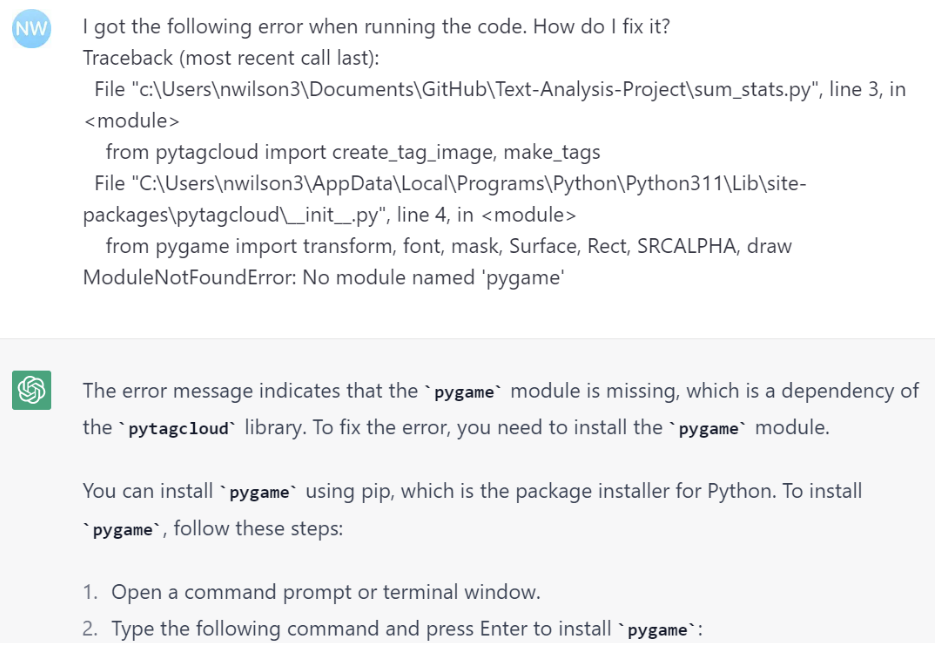 NW
I got the following error when running the code. How do I fix it?
Traceback (most recent call last):
File "c:\Users\nwilson3\Documents\GitHub\Text-Analysis-Project\sum_stats.py", line 3, in
<module>
from pytagcloud import create_tag_image, make_tags
File "C:\Users\nwilson3\AppData\Local\Programs\Python\Python311\Lib\site-
packages\pytagcloud\__init__.py", line 4, in <module>
from pygame import transform, font, mask, Surface, Rect, SRCALPHA, draw
ModuleNotFoundError: No module named 'pygame'
The error message indicates that the `pygame` module is missing, which is a dependency of
the `pytagcloud` library. To fix the error, you need to install the `pygame` module.
You can install `pygame` using pip, which is the package installer for Python. To install
`pygame`, follow these steps:
1. Open a command prompt or terminal window.
2. Type the following command and press Enter to install `pygame`: